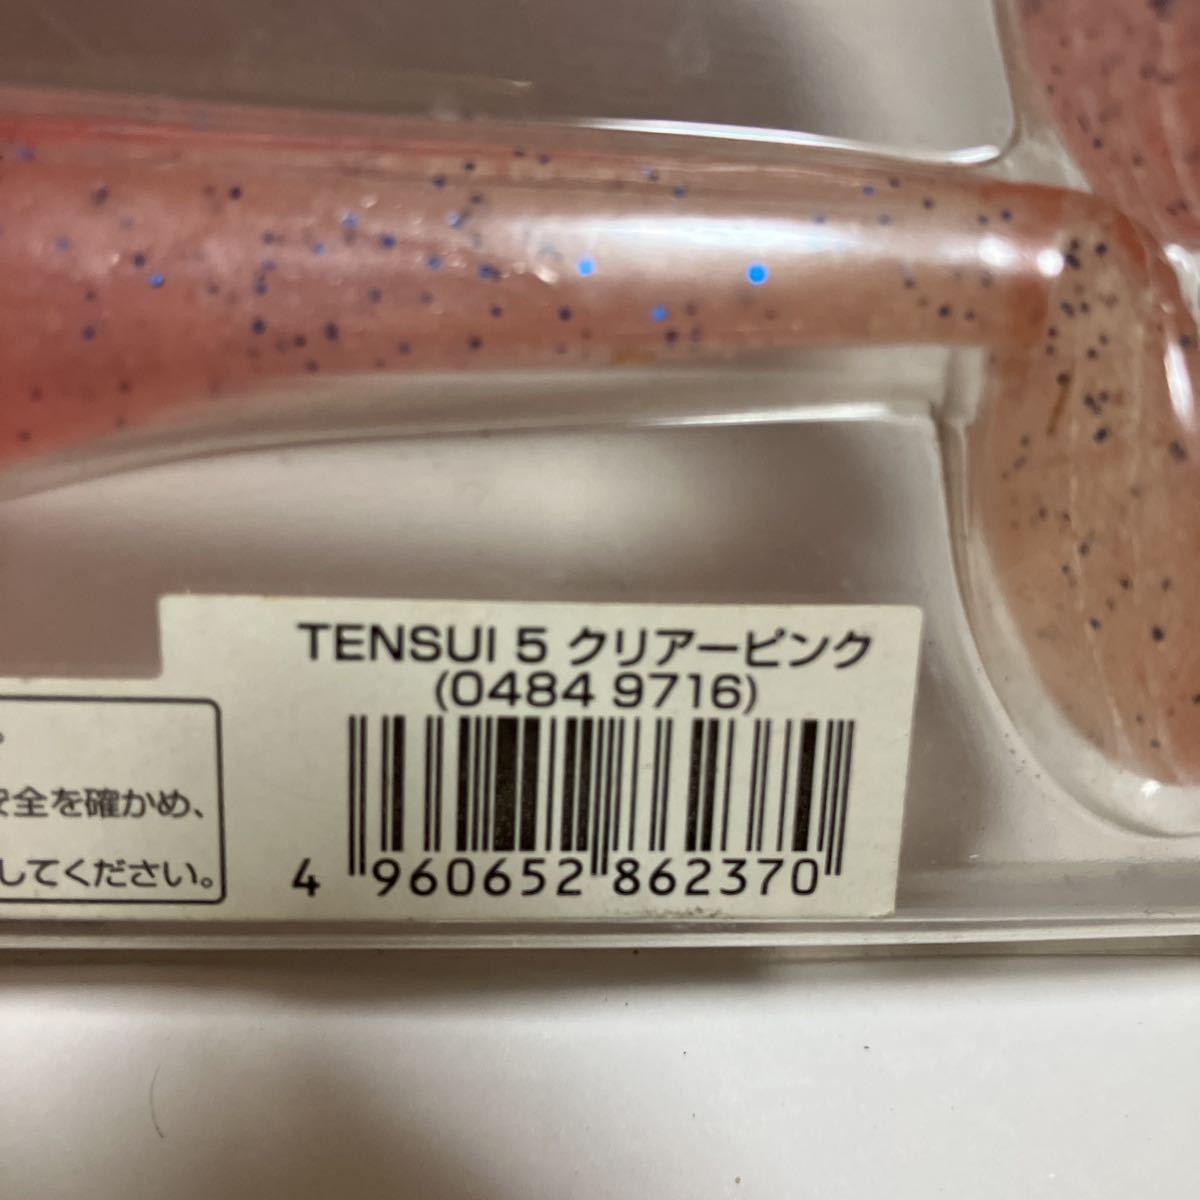 TENSUI 5 クリアーピンク
(0484 9716)
。
安全を確かめ、
してください。
4 960652 862370